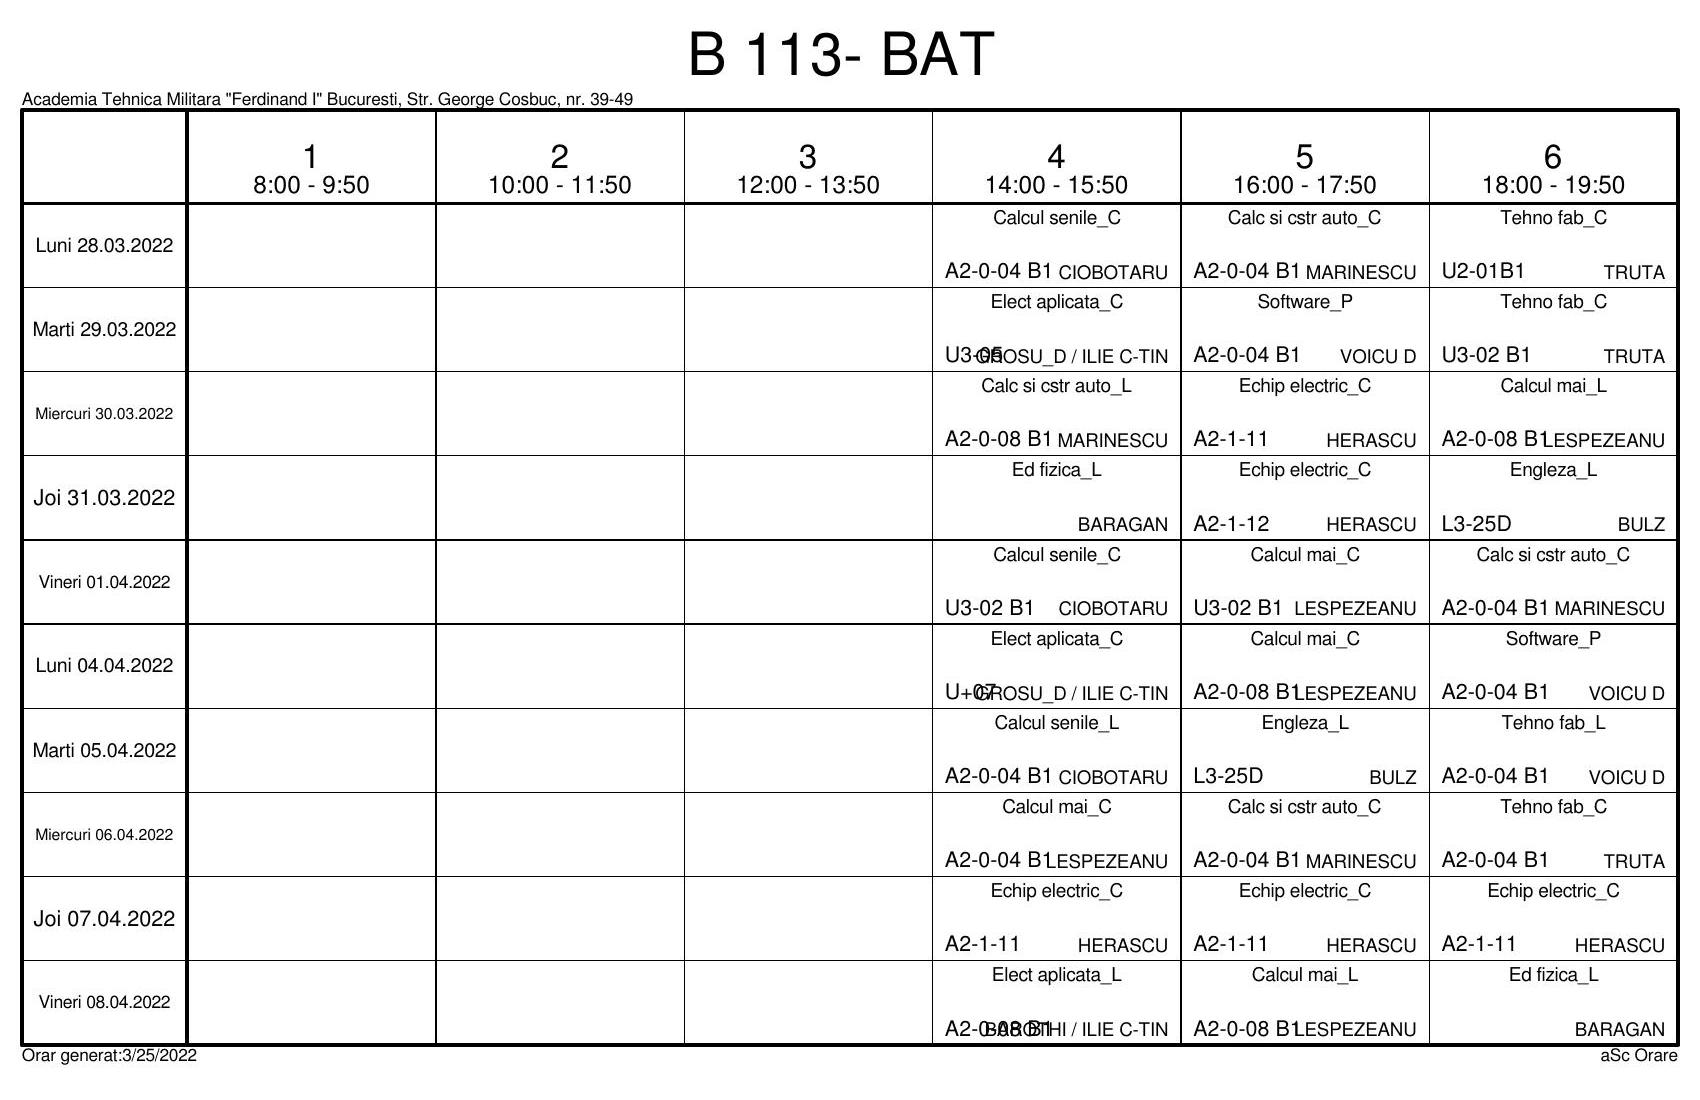 B 113- BAT
Academia Tehnica Militara "Ferdinand I" Bucuresti, Str. George Cosbuc, nr. 39-49
1 2 3 4 5 6
8:00 - 9:50 10:00 - 11:50 12:00 - 13:50 14:00 - 15:50 16:00 - 17:50 18:00 - 19:50
Calcul senile_C Calc si cstr auto_C Tehno fab_C
Luni 28.03.2022
A2-0-04 B1 CIOBOTARU A2-0-04 B1 MARINESCU U2-01B1 TRUTA
Elect aplicata_C Software_P Tehno fab_C
Marti 29.03.2022
U3-05 GROSU_D / ILIE C-TIN A2-0-04 B1 VOICU D U3-02 B1 TRUTA
Calc si cstr auto_L Echip electric_C Calcul mai_L
Miercuri 30.03.2022
A2-0-08 B1 MARINESCU A2-1-11 HERASCU A2-0-08 B1 LESPEZEANU
Ed fizica_L Echip electric_C Engleza_L
Joi 31.03.2022
BARAGAN A2-1-12 HERASCU L3-25D BULZ
Calcul senile_C Calcul mai_C Calc si cstr auto_C
Vineri 01.04.2022
U3-02 B1 CIOBOTARU U3-02 B1 LESPEZEANU A2-0-04 B1 MARINESCU
Elect aplicata_C Calcul mai_C Software_P
Luni 04.04.2022
U+07 GROSU_D / ILIE C-TIN A2-0-08 B1 LESPEZEANU A2-0-04 B1 VOICU D
Calcul senile_L Engleza_L Tehno fab_L
Marti 05.04.2022
A2-0-04 B1 CIOBOTARU L3-25D BULZ A2-0-04 B1 VOICU D
Calcul mai_C Calc si cstr auto_C Tehno fab_C
Miercuri 06.04.2022
A2-0-04 B1 LESPEZEANU A2-0-04 B1 MARINESCU A2-0-04 B1 TRUTA
Echip electric_C Echip electric_C Echip electric_C
Joi 07.04.2022
A2-1-11 HERASCU A2-1-11 HERASCU A2-1-11 HERASCU
Elect aplicata_L Calcul mai_L Ed fizica_L
Vineri 08.04.2022
A2-0-08 B1 / ILIE C-TIN A2-0-08 B1 LESPEZEANU BARAGAN
Orar generat:3/25/2022 aSc Orare